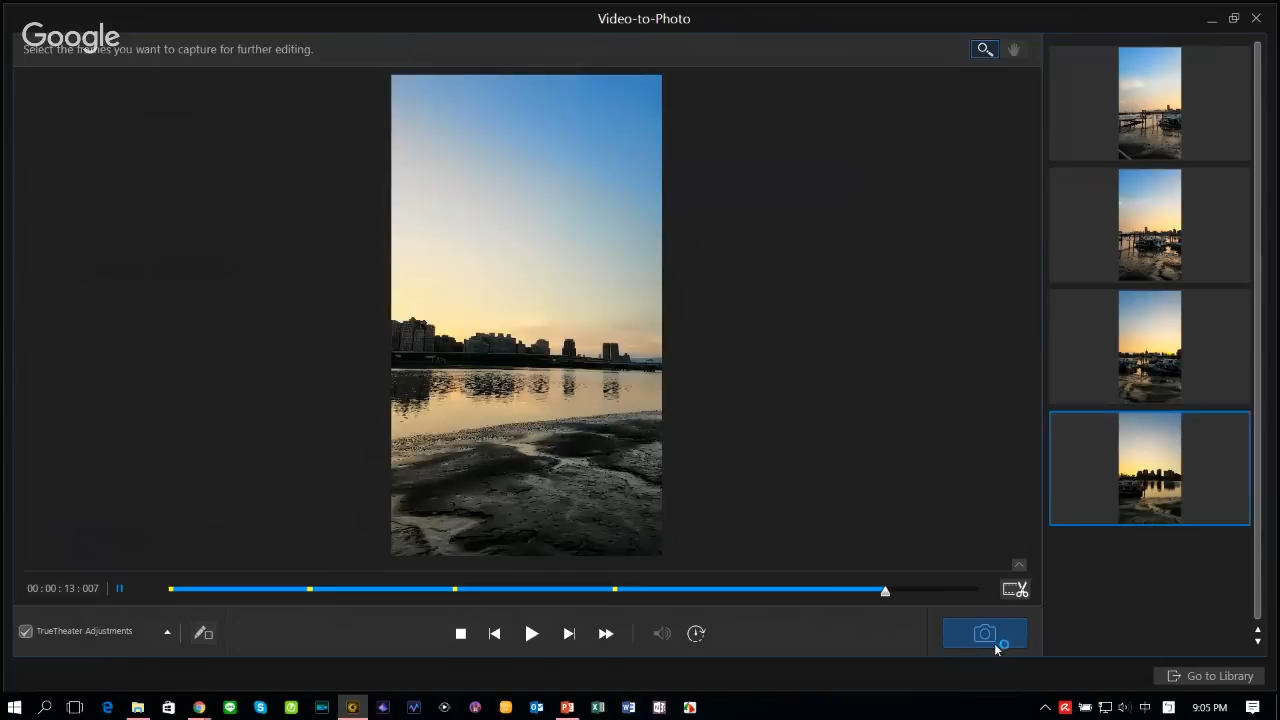 Video-to-Photo
Google
Select the frames you want to capture for further editing.
00 : 00 : 13 : 007
TrueTheater Adjustments
Go to Library
中
9:05 PM